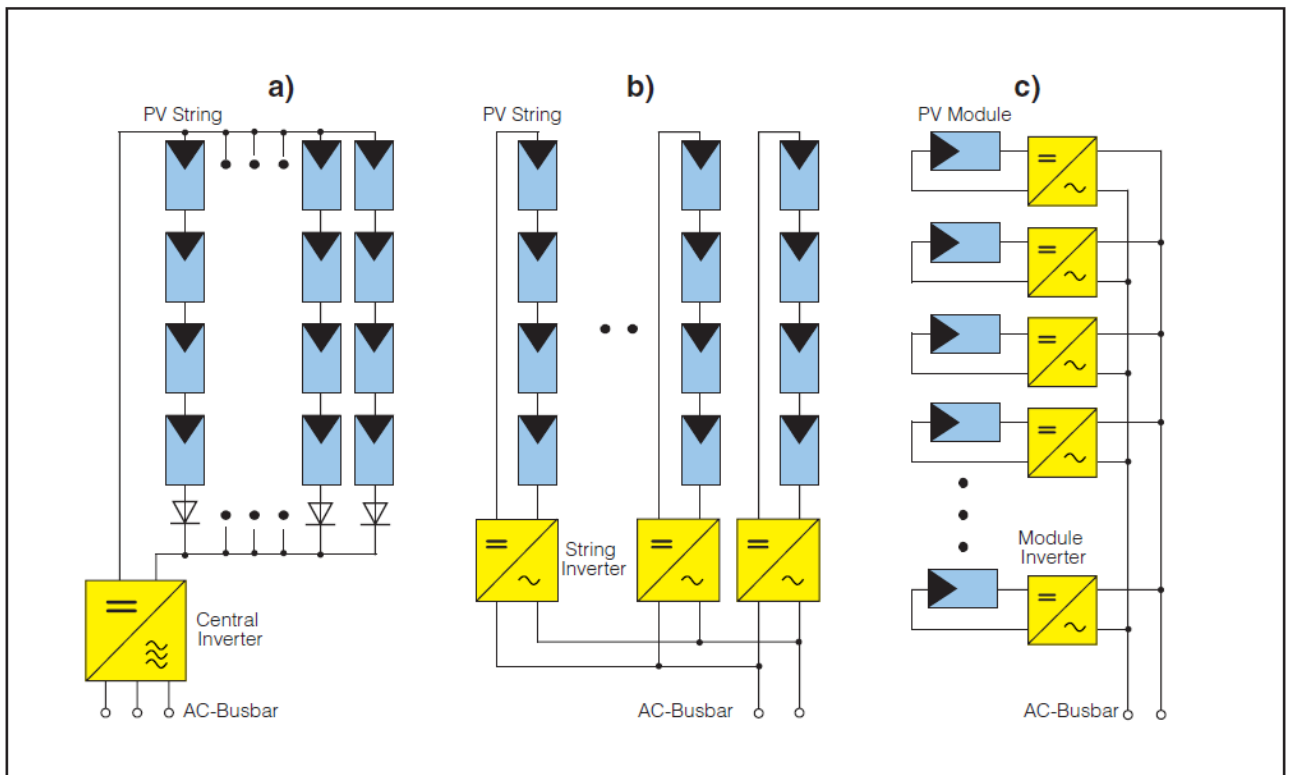 a)
PV String
Central
Inverter
AC-Busbar
b)
PV String
String
Inverter
AC-Busbar
c)
PV Module
Module
Inverter
AC-Busbar